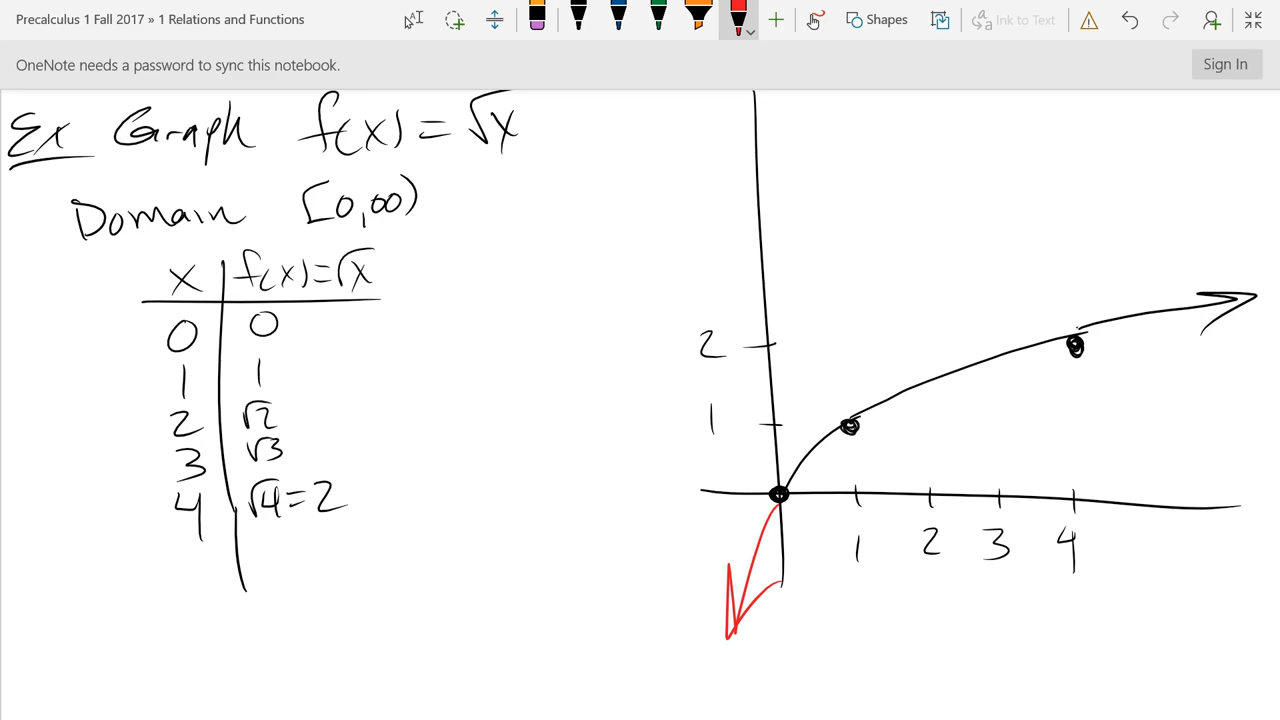 Precalculus 1 Fall 2017 » 1 Relations and Functions
Shapes
Ink to Text
OneNote needs a password to sync this notebook.
Sign In
Ex Graph f(x)=√x
Domain [0,∞)
x f(x)=√x
0 0
1 1
2 √2
3 √3
4 √4=2
2
1
1 2 3 4